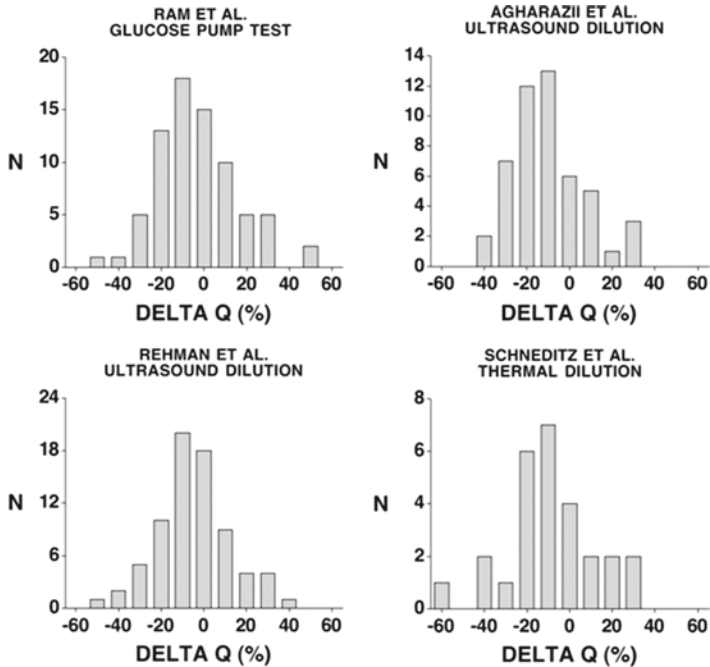 RAM ET AL.
GLUCOSE PUMP TEST
20
15
N
10
5
0
-60 -40 -20 0 20 40 60
DELTA Q (%)
AGHARAZII ET AL.
ULTRASOUND DILUTION
14
12
10
N
8
6
4
2
0
-60 -40 -20 0 20 40 60
DELTA Q (%)
REHMAN ET AL.
ULTRASOUND DILUTION
24
18
N
12
6
0
-60 -40 -20 0 20 40 60
DELTA Q (%)
SCHNEDITZ ET AL.
THERMAL DILUTION
8
6
N
4
2
0
-60 -40 -20 0 20 40 60
DELTA Q (%)